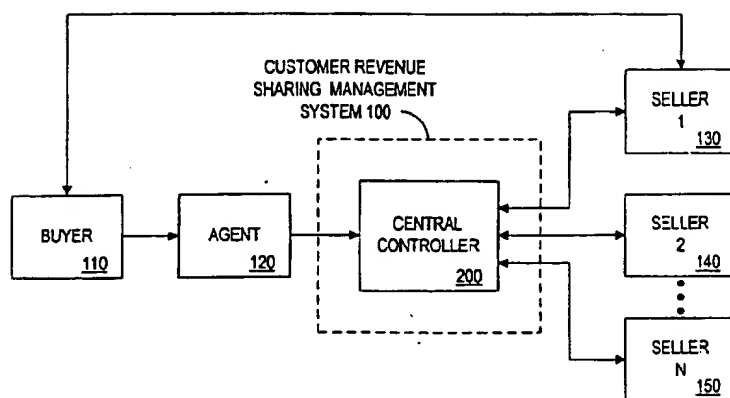 CUSTOMER REVENUE
SHARING MANAGEMENT
SYSTEM 100
SELLER
1
130
BUYER
110
AGENT
120
CENTRAL
CONTROLLER
200
SELLER
2
140
SELLER
N
150